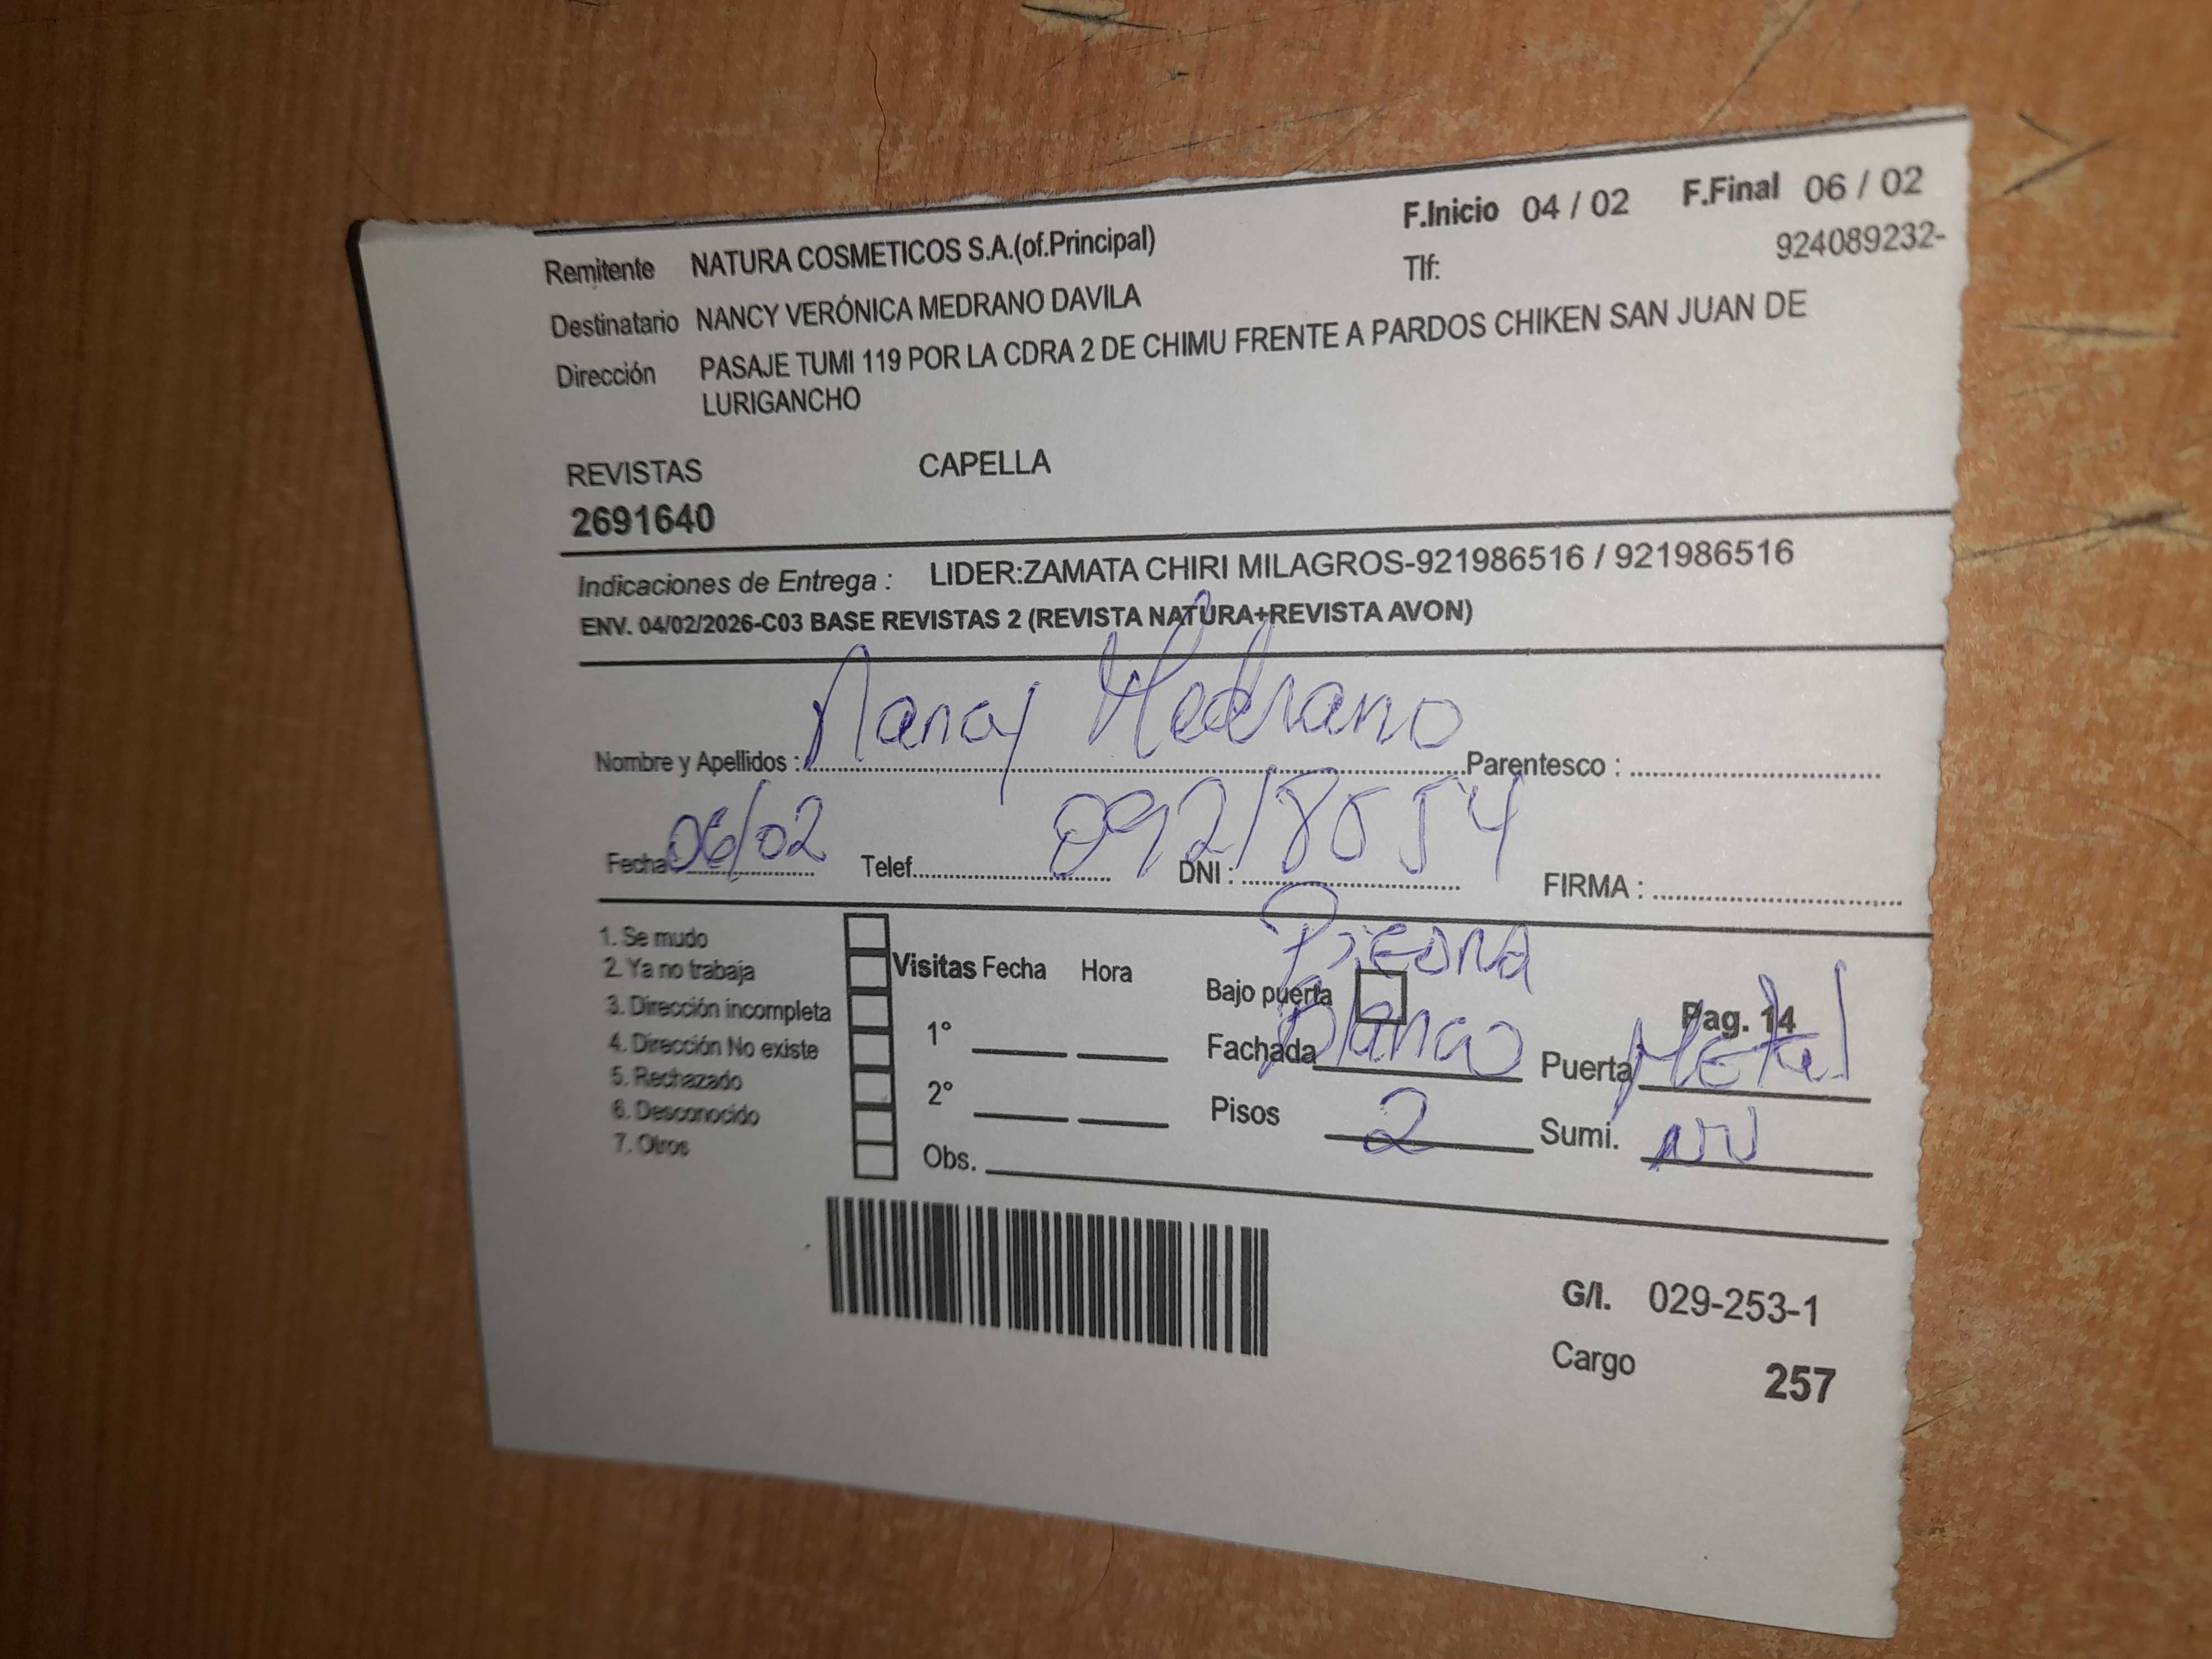 F.Inicio 04 / 02 F.Final 06 / 02
Remitente NATURA COSMETICOS S.A.(of.Principal) Tlf: 924089232-
Destinatario NANCY VERÓNICA MEDRANO DAVILA
Dirección PASAJE TUMI 119 POR LA CDRA 2 DE CHIMU FRENTE A PARDOS CHIKEN SAN JUAN DE
LURIGANCHO
REVISTAS CAPELLA
2691640
Indicaciones de Entrega : LIDER:ZAMATA CHIRI MILAGROS-921986516 / 921986516
ENV. 04/02/2026-C03 BASE REVISTAS 2 (REVISTA NATURA+REVISTA AVON)
Nombre y Apellidos : Nancy Medrano Parentesco :
Fecha 06/02 Telef. DNI : 09218554 FIRMA :
1. Se mudo
2. Ya no trabaja
3. Dirección incompleta
4. Dirección No existe
5. Rechazado
6. Desconocido
7. Otros
Visitas Fecha Hora
1°
2°
Obs.
Bajo puerta Pag. 14
Fachada Piedra
blanco Puerta Metal
Pisos 2 Sumi.
G/I. 029-253-1
Cargo 257